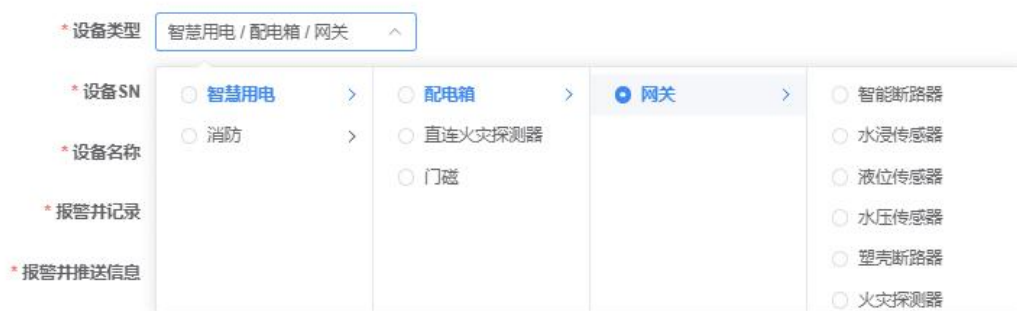 * 设备类型 智慧用电 / 配电箱 / 网关
* 设备SN 智慧用电 > 配电箱 > 网关 > 智能断路器
消防 > 直连火灾探测器 水浸传感器
* 设备名称 门磁 液位传感器
* 报警并记录 水压传感器
* 报警并推送信息 塑壳断路器
火灾探测器